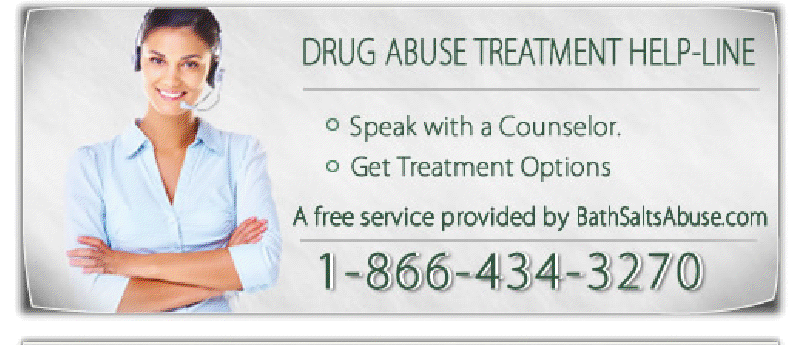 DRUG ABUSE TREATMENT HELP-LINE
Speak with a Counselor.
Get Treatment Options
A free service provided by BathSaltsAbuse.com
1-866-434-3270